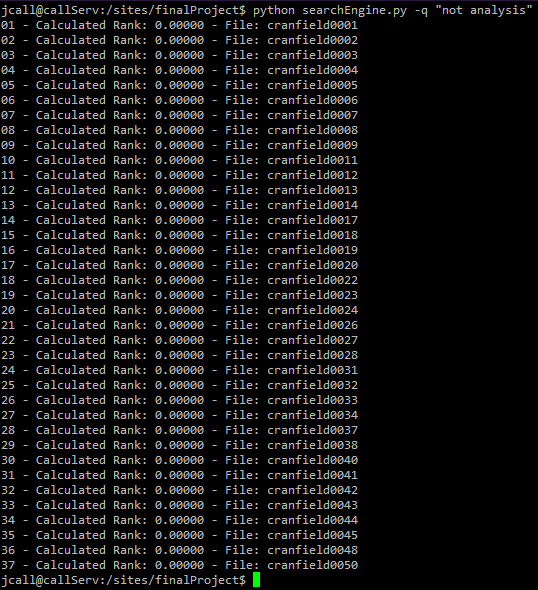 jcall@callServ:/sites/finalProject$ python searchEngine.py -q "not analysis"
01 - Calculated Rank: 0.00000 - File: cranfield0001
02 - Calculated Rank: 0.00000 - File: cranfield0002
03 - Calculated Rank: 0.00000 - File: cranfield0003
04 - Calculated Rank: 0.00000 - File: cranfield0004
05 - Calculated Rank: 0.00000 - File: cranfield0005
06 - Calculated Rank: 0.00000 - File: cranfield0006
07 - Calculated Rank: 0.00000 - File: cranfield0007
08 - Calculated Rank: 0.00000 - File: cranfield0008
09 - Calculated Rank: 0.00000 - File: cranfield0009
10 - Calculated Rank: 0.00000 - File: cranfield0011
11 - Calculated Rank: 0.00000 - File: cranfield0012
12 - Calculated Rank: 0.00000 - File: cranfield0013
13 - Calculated Rank: 0.00000 - File: cranfield0014
14 - Calculated Rank: 0.00000 - File: cranfield0017
15 - Calculated Rank: 0.00000 - File: cranfield0018
16 - Calculated Rank: 0.00000 - File: cranfield0019
17 - Calculated Rank: 0.00000 - File: cranfield0020
18 - Calculated Rank: 0.00000 - File: cranfield0022
19 - Calculated Rank: 0.00000 - File: cranfield0023
20 - Calculated Rank: 0.00000 - File: cranfield0024
21 - Calculated Rank: 0.00000 - File: cranfield0026
22 - Calculated Rank: 0.00000 - File: cranfield0027
23 - Calculated Rank: 0.00000 - File: cranfield0028
24 - Calculated Rank: 0.00000 - File: cranfield0031
25 - Calculated Rank: 0.00000 - File: cranfield0032
26 - Calculated Rank: 0.00000 - File: cranfield0033
27 - Calculated Rank: 0.00000 - File: cranfield0034
28 - Calculated Rank: 0.00000 - File: cranfield0037
29 - Calculated Rank: 0.00000 - File: cranfield0038
30 - Calculated Rank: 0.00000 - File: cranfield0040
31 - Calculated Rank: 0.00000 - File: cranfield0041
32 - Calculated Rank: 0.00000 - File: cranfield0042
33 - Calculated Rank: 0.00000 - File: cranfield0043
34 - Calculated Rank: 0.00000 - File: cranfield0044
35 - Calculated Rank: 0.00000 - File: cranfield0045
36 - Calculated Rank: 0.00000 - File: cranfield0048
37 - Calculated Rank: 0.00000 - File: cranfield0050
jcall@callServ:/sites/finalProject$